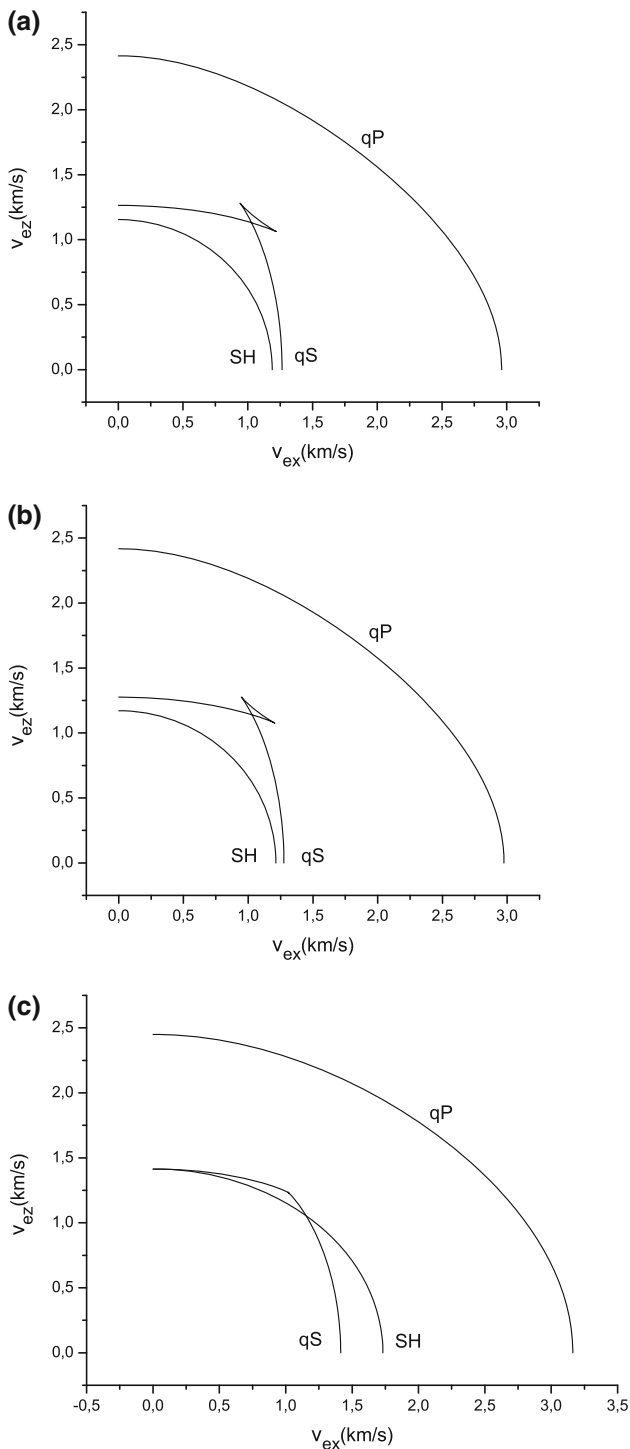 (a)
2,5
2,0
1,5
1,0
0,5
0,0
v_ez(km/s)
qP
SH qS
0,0 0,5 1,0 1,5 2,0 2,5 3,0
v_ex(km/s)
(b)
2,5
2,0
1,5
1,0
0,5
0,0
v_ez(km/s)
qP
SH qS
0,0 0,5 1,0 1,5 2,0 2,5 3,0
v_ex(km/s)
(c)
2,5
2,0
1,5
1,0
0,5
0,0
v_ez(km/s)
qP
qS SH
-0,5 0,0 0,5 1,0 1,5 2,0 2,5 3,0 3,5
v_ex(km/s)